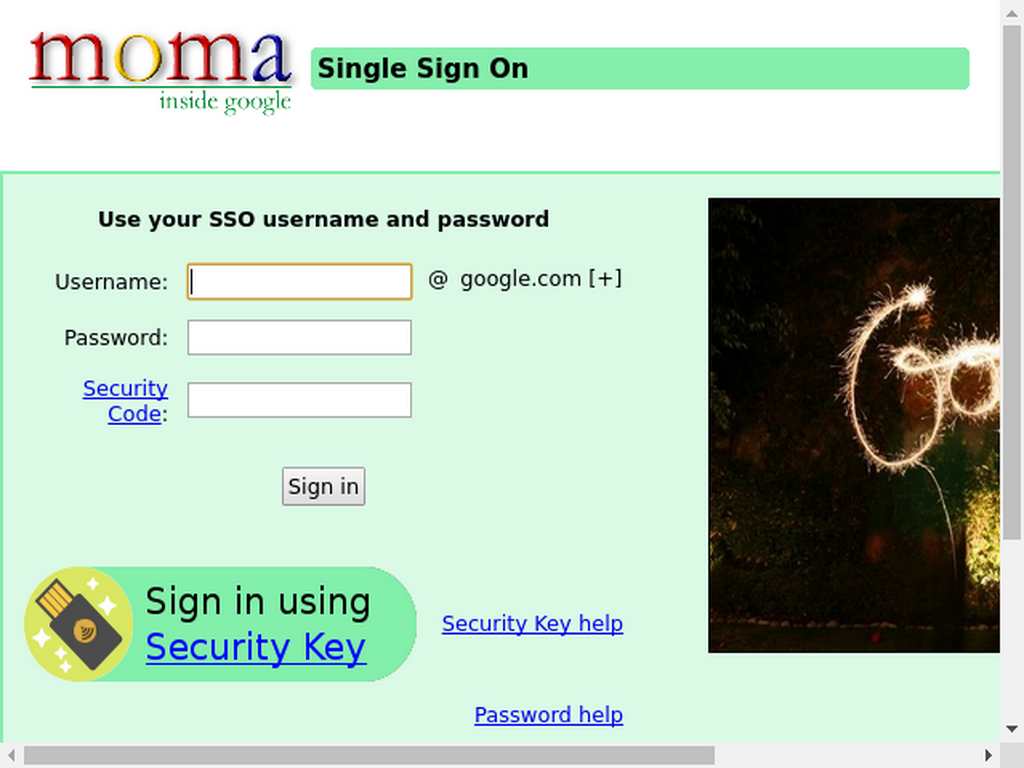 moma
inside google
Single Sign On
Use your SSO username and password
Username:
@ google.com [+]
Password:
Security
Code:
Sign in
Sign in using
Security Key
Security Key help
Password help